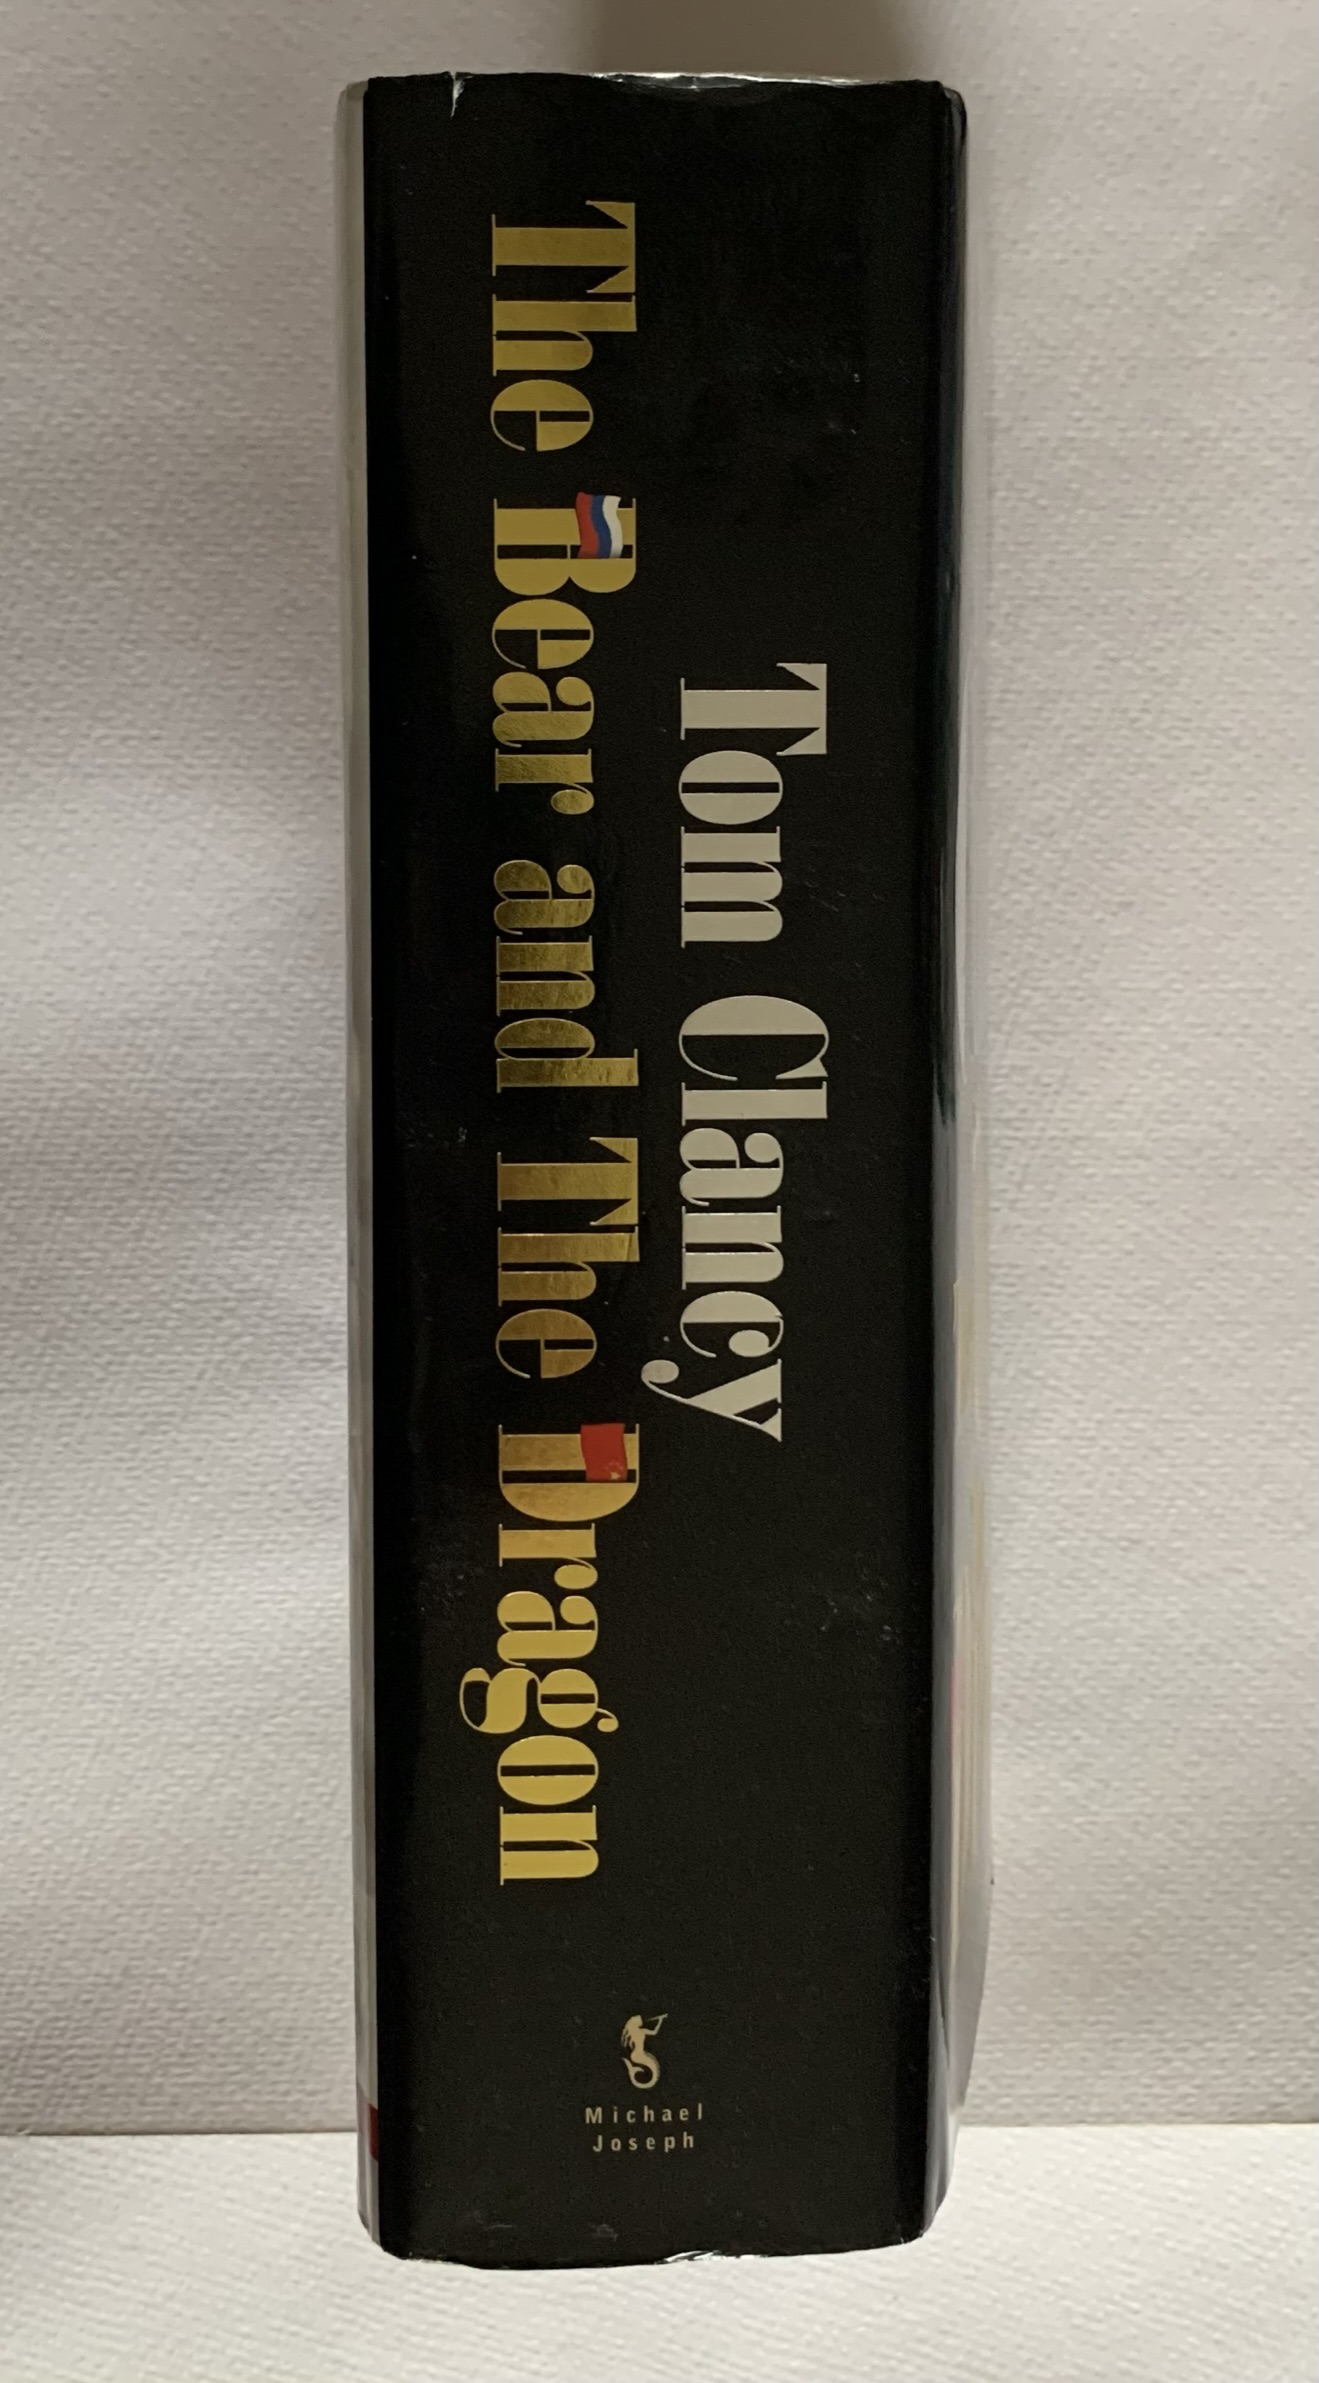 Tom Clancy
The Bear and The Dragon
Michael
Joseph